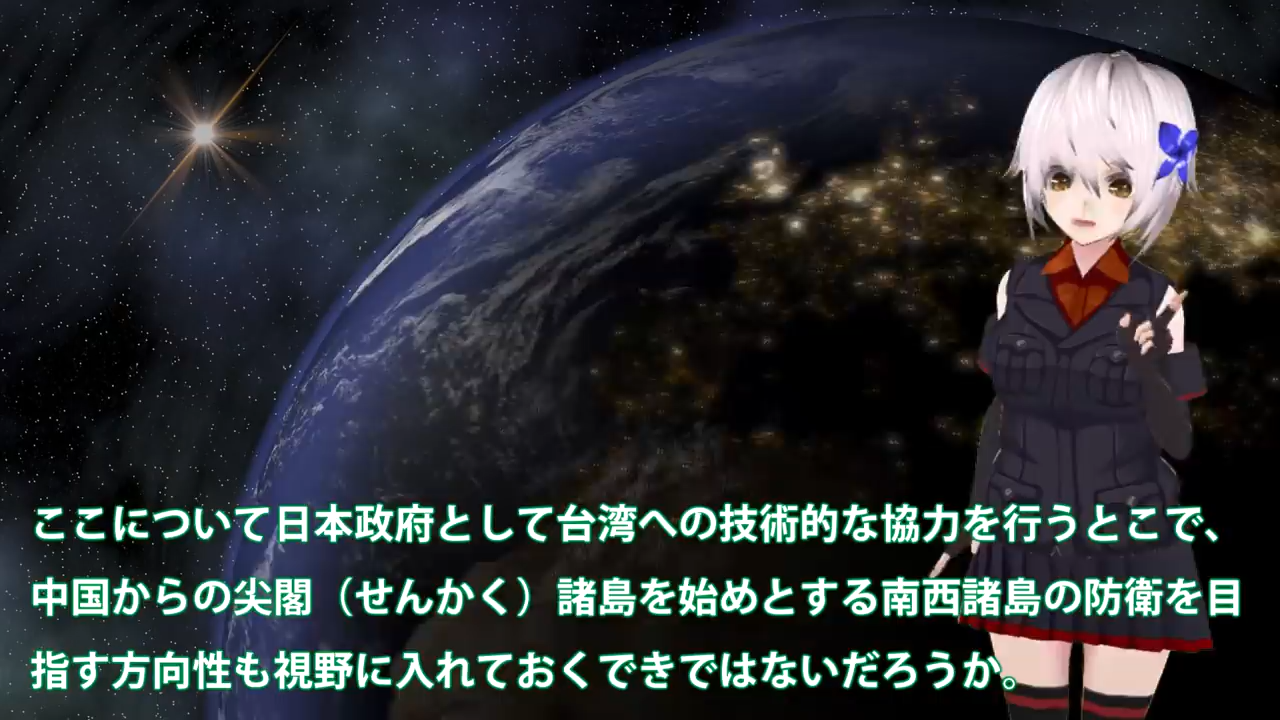 ここについて日本政府として台湾への技術的な協力を行うとこで、
中国からの尖閣（せんかく）諸島を始めとする南西諸島の防衛を目
指す方向性も視野に入れておくできではないだろうか。